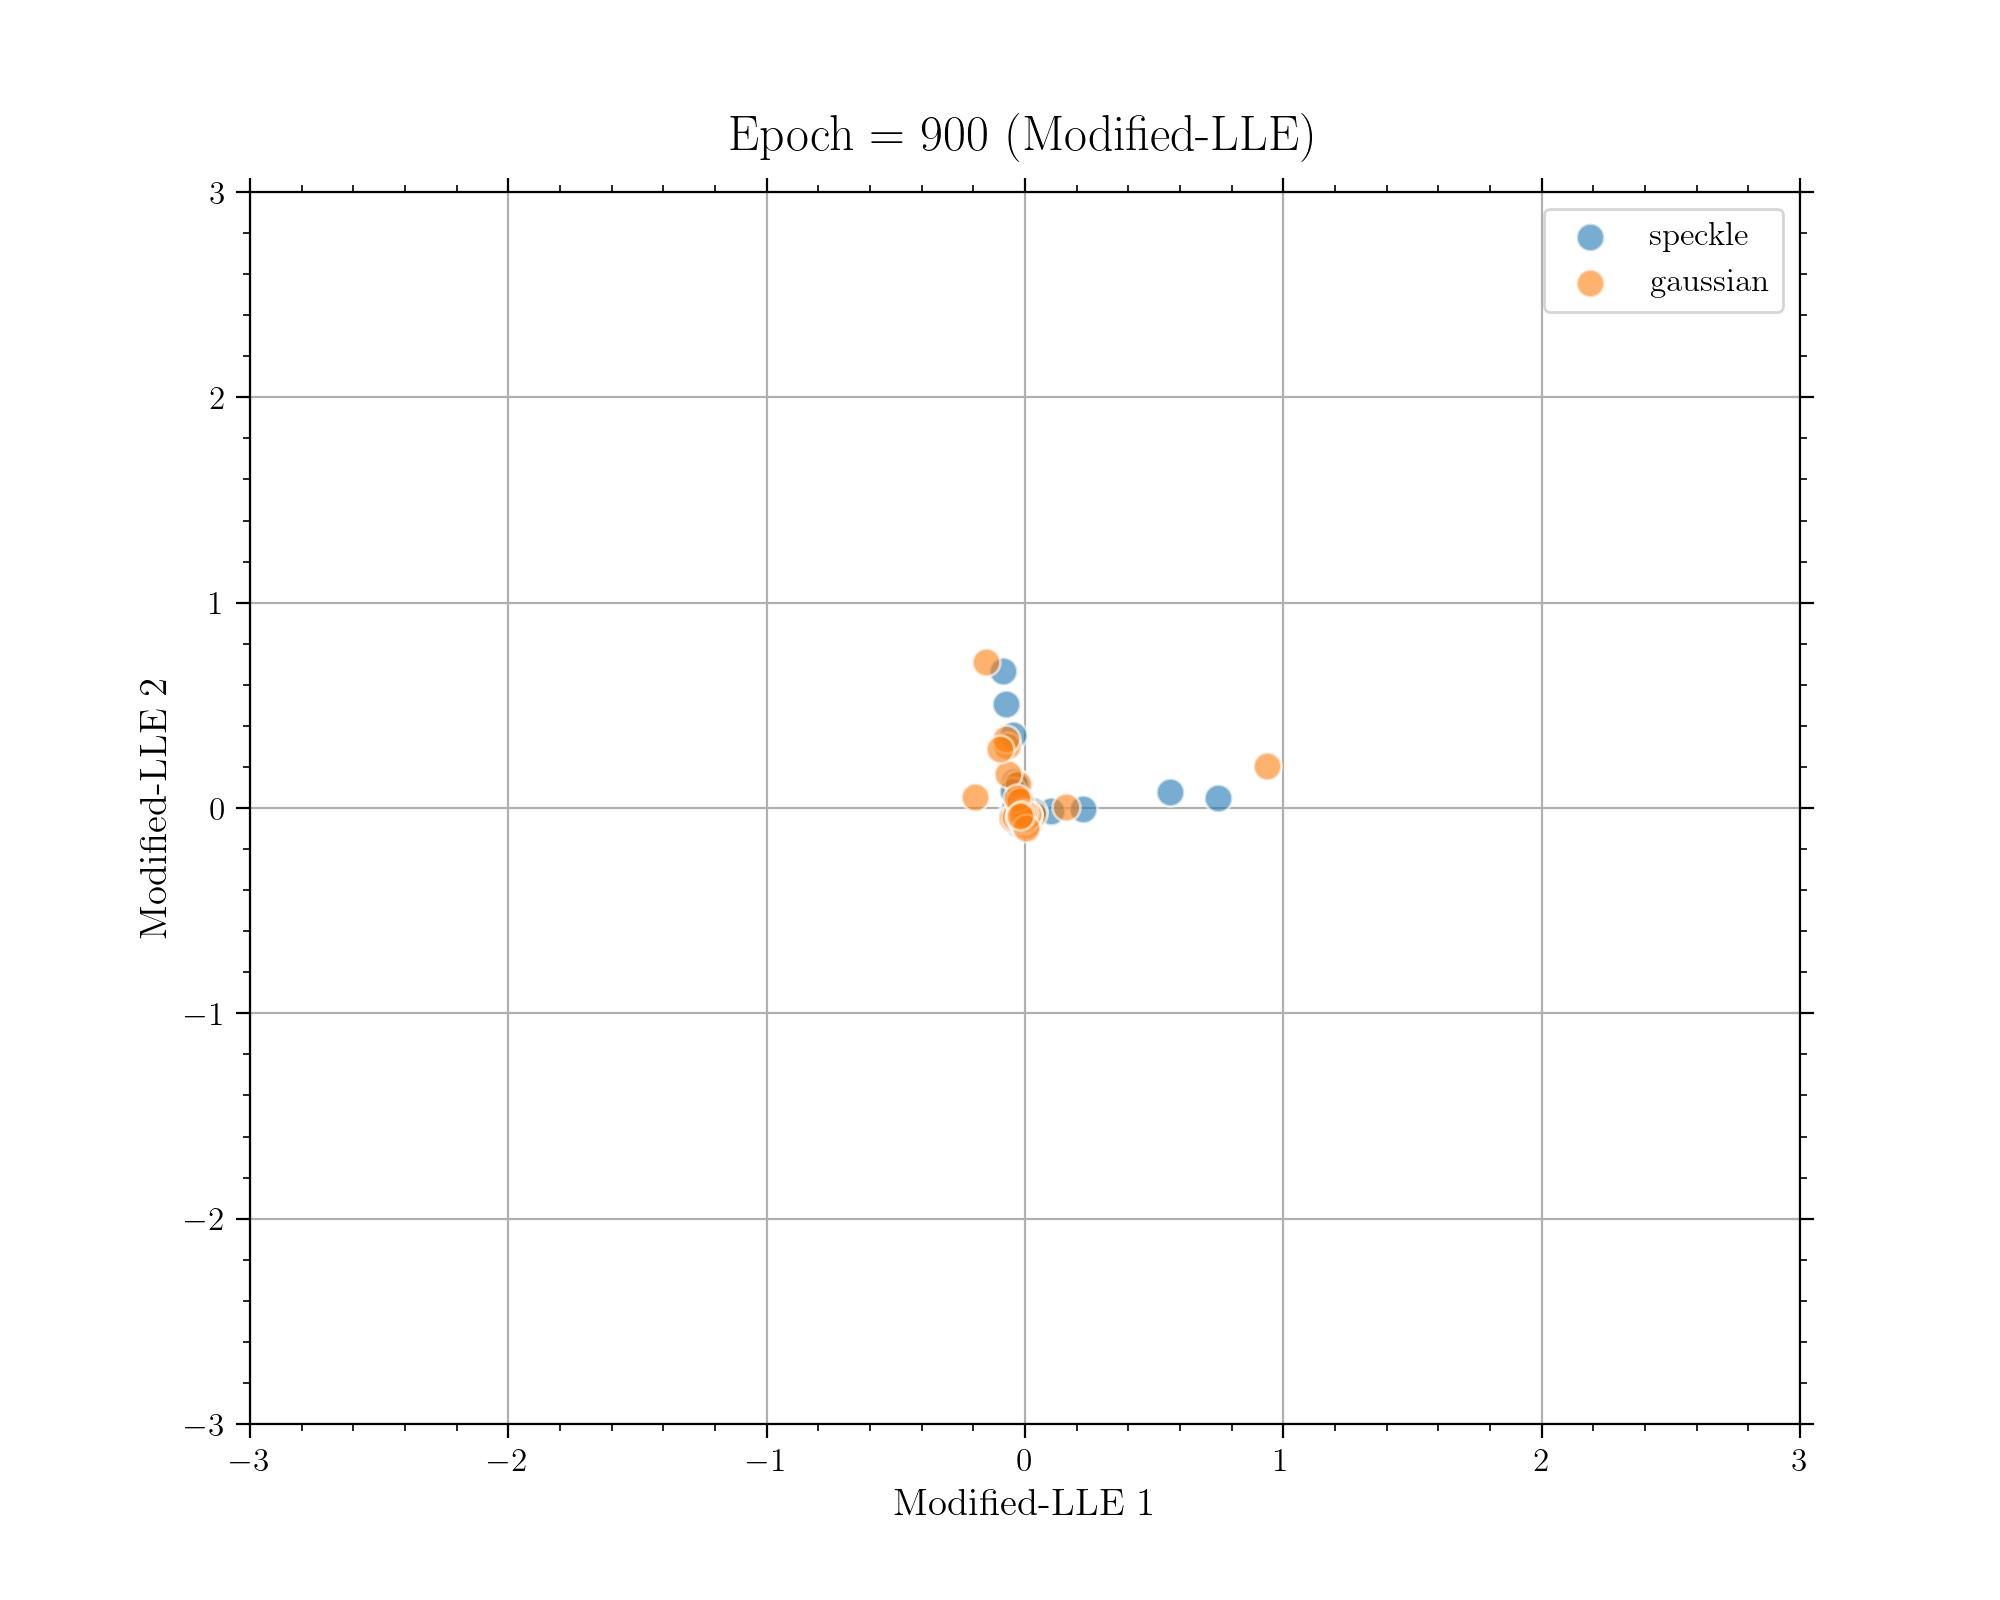 Epoch = 900 (Modified-LLE)
speckle
gaussian
3
2
1
0
−1
−2
−3
Modified-LLE 2
−3
−2
−1
0
1
2
3
Modified-LLE 1